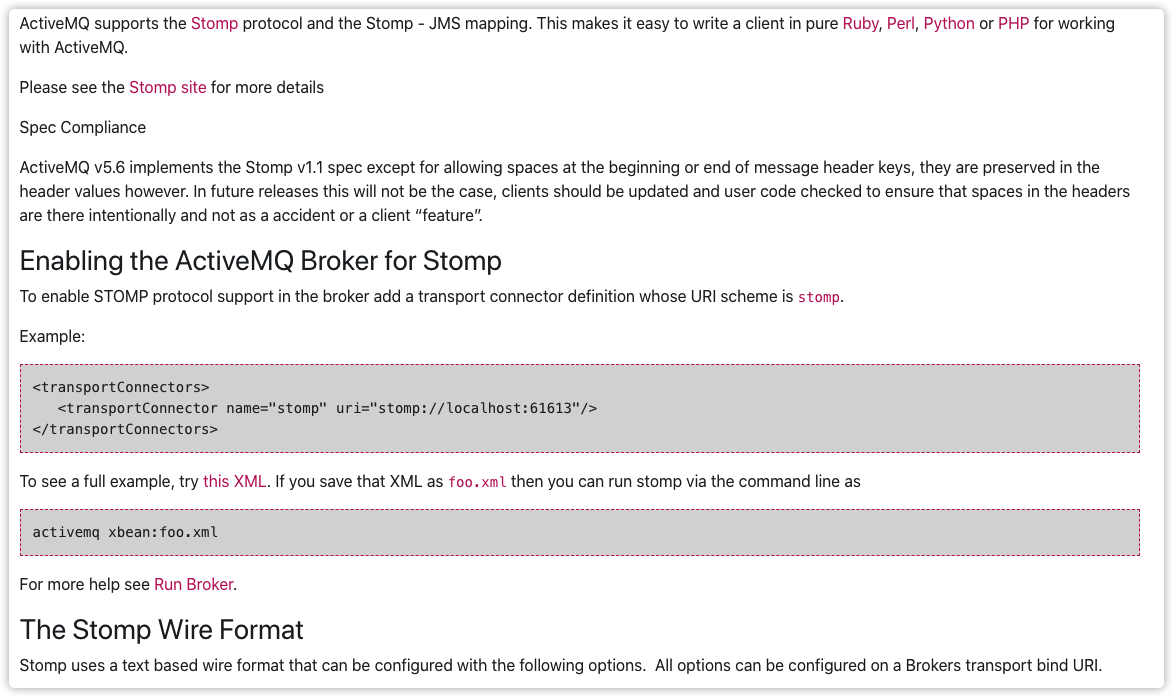 ActiveMQ supports the Stomp protocol and the Stomp - JMS mapping. This makes it easy to write a client in pure Ruby, Perl, Python or PHP for working
with ActiveMQ.
Please see the Stomp site for more details
Spec Compliance
ActiveMQ v5.6 implements the Stomp v1.1 spec except for allowing spaces at the beginning or end of message header keys, they are preserved in the
header values however. In future releases this will not be the case, clients should be updated and user code checked to ensure that spaces in the headers
are there intentionally and not as a accident or a client “feature”.
Enabling the ActiveMQ Broker for Stomp
To enable STOMP protocol support in the broker add a transport connector definition whose URI scheme is stomp.
Example:
<transportConnectors>
   <transportConnector name="stomp" uri="stomp://localhost:61613"/>
</transportConnectors>
To see a full example, try this XML. If you save that XML as foo.xml then you can run stomp via the command line as
activemq xbean:foo.xml
For more help see Run Broker.
The Stomp Wire Format
Stomp uses a text based wire format that can be configured with the following options.  All options can be configured on a Brokers transport bind URI.